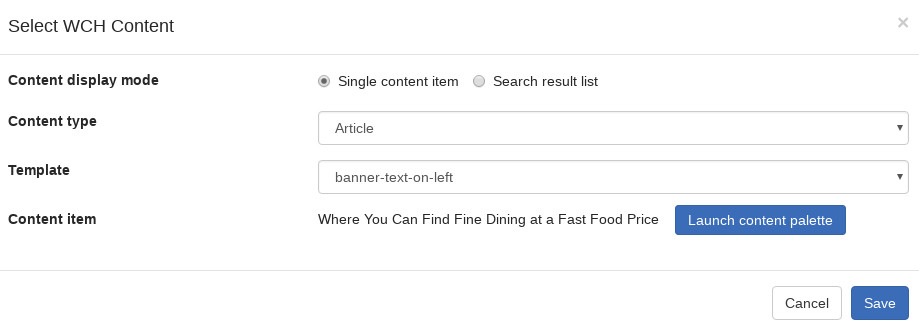 Select WCH Content ×
Content display mode Single content item Search result list
Content type Article
Template banner-text-on-left
Content item Where You Can Find Fine Dining at a Fast Food Price Launch content palette
Cancel Save